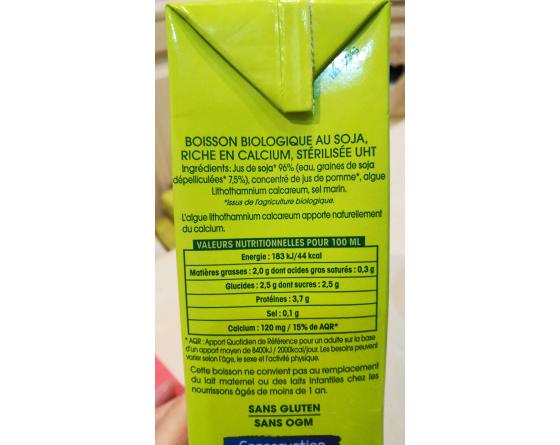 BOISSON BIOLOGIQUE AU SOJA,
RICHE EN CALCIUM, STÉRILISÉE UHT
Ingrédients: Jus de soja* 96% (eau, graines de soja
dépelliculées* 7,5%), concentré de jus de pomme*, algue
Lithothamnium calcareum, sel marin.
*Issus de l'agriculture biologique.
L'algue lithothamnium calcareum apporte naturellement
du calcium.
VALEURS NUTRITIONNELLES POUR 100 ML
Energie : 183 kJ/44 kcal
Matières grasses : 2,0 g dont acides gras saturés : 0,3 g
Glucides : 2,5 g dont sucres : 2,5 g
Protéines : 3,7 g
Sel : 0,1 g
Calcium : 120 mg / 15% de AQR*
* AQR : Apport Quotidien de Référence pour un adulte sur la base
d'un apport moyen de 8400kJ / 2000kcal/jour. Les besoins peuvent
varier selon l'âge, le sexe et l'activité physique.
Cette boisson ne convient pas au remplacement
du lait maternel ou des laits infantiles chez les
nourrissons âgés de moins de 1 an.
SANS GLUTEN
SANS OGM
Conservation